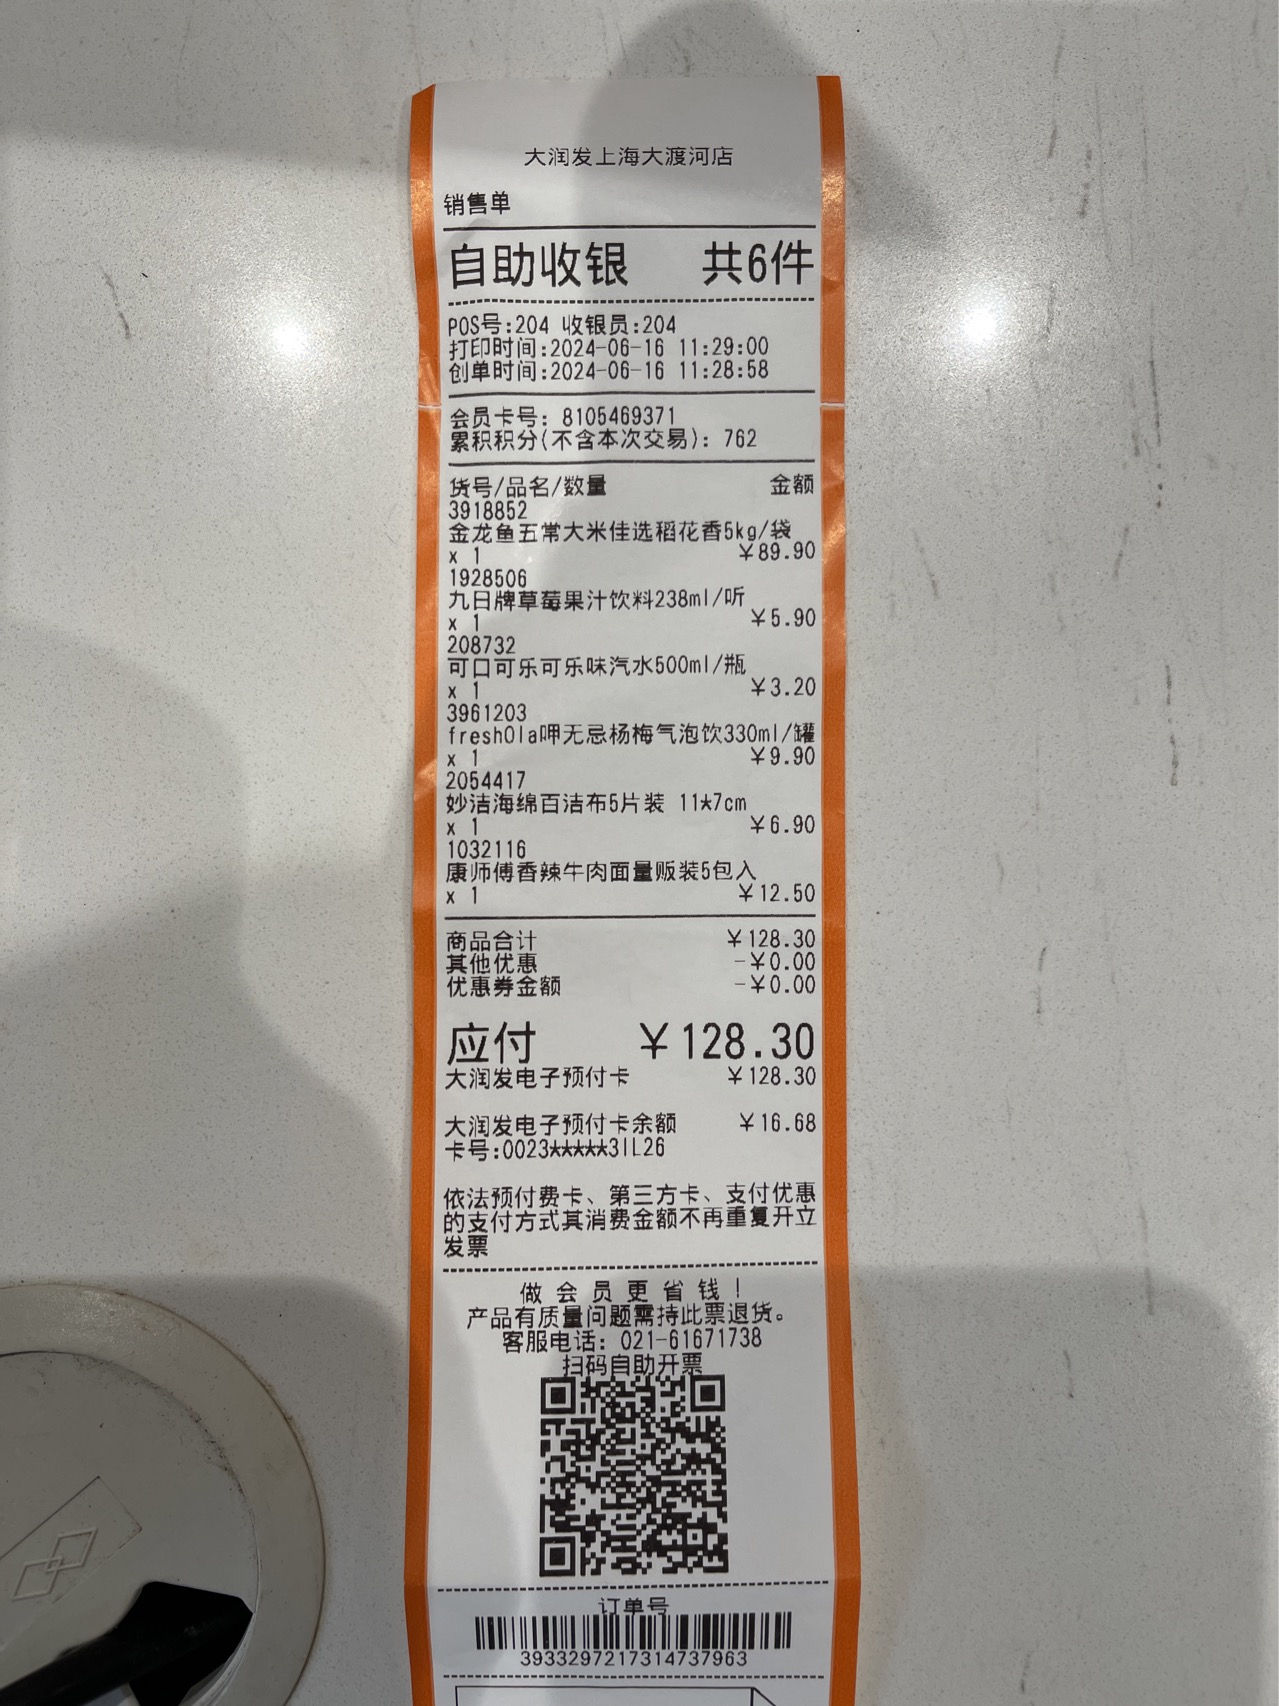 大润发上海大渡河店
销售单
自助收银 共6件
POS号:204 收银员:204
打印时间:2024-06-16 11:29:00
创单时间:2024-06-16 11:28:58
会员卡号: 8105469371
累积积分(不含本次交易): 762
货号/品名/数量 金额
3918852
金龙鱼五常大米佳选稻花香5kg/袋
x 1 ￥89.90
1928506
九日牌草莓果汁饮料238ml/听
x 1 ￥5.90
208732
可口可乐可乐味汽水500ml/瓶
x 1 ￥3.20
3961203
freshOla呷无忌杨梅气泡饮330ml/罐
x 1 ￥9.90
2054417
妙洁海绵百洁布5片装 11*7cm
x 1 ￥6.90
1032116
康师傅香辣牛肉面量贩装5包入
x 1 ￥12.50
商品合计 ￥128.30
其他优惠 -￥0.00
优惠券金额 -￥0.00
应付 ￥128.30
大润发电子预付卡 ￥128.30
大润发电子预付卡余额 ￥16.68
卡号:0023*****3IL26
依法预付费卡、第三方卡、支付优惠
的支付方式其消费金额不再重复开立
发票
做会员更省钱！
产品有质量问题需持此票退货。
客服电话: 021-61671738
扫码自助开票
订单号
3933297217314737963